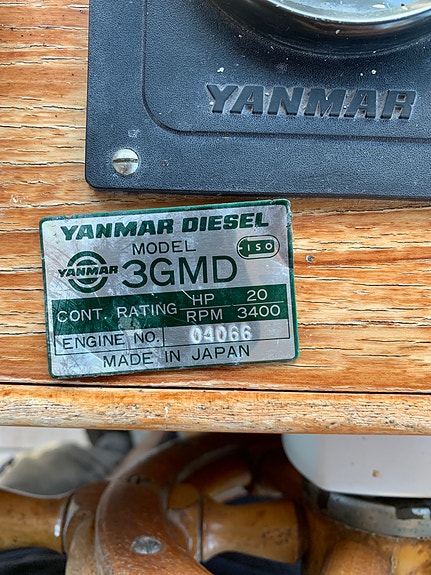 YANMAR
YANMAR DIESEL
MODEL
ISO
YANMAR 3GMD
CONT. RATING HP 20
RPM 3400
ENGINE NO. 04066
MADE IN JAPAN